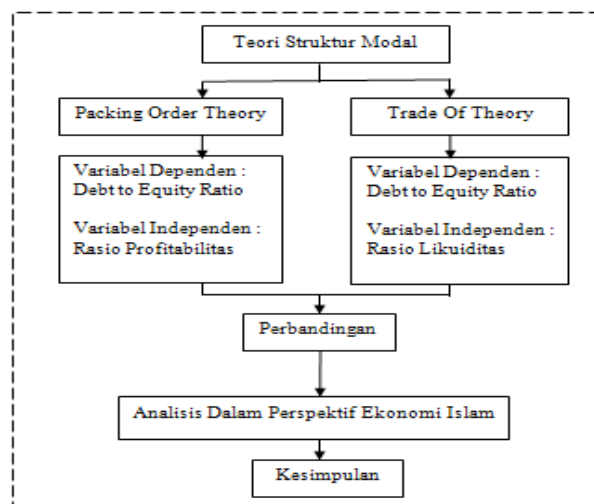 Teori Struktur Modal
Packing Order Theory
Trade Of Theory
Variabel Dependen :
Debt to Equity Ratio
Variabel Independen :
Rasio Profitabilitas
Variabel Dependen :
Debt to Equity Ratio
Variabel Independen :
Rasio Likuiditas
Perbandingan
Analisis Dalam Perspektif Ekonomi Islam
Kesimpulan